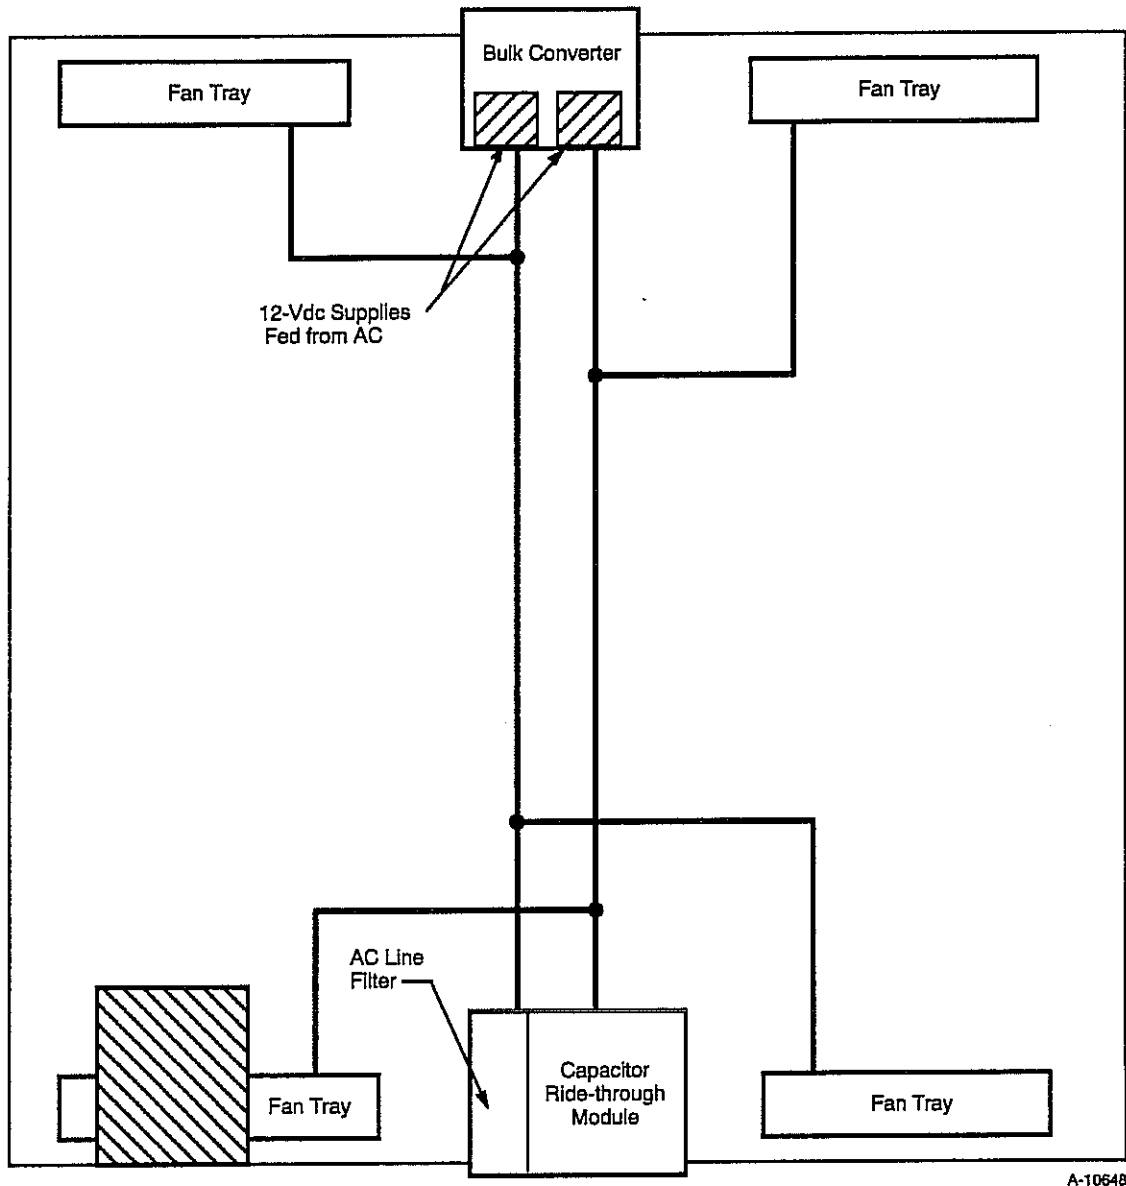 Bulk Converter
Fan Tray
Fan Tray
12-Vdc Supplies
Fed from AC
AC Line
Filter
Capacitor
Ride-through
Module
Fan Tray
Fan Tray
A-10648